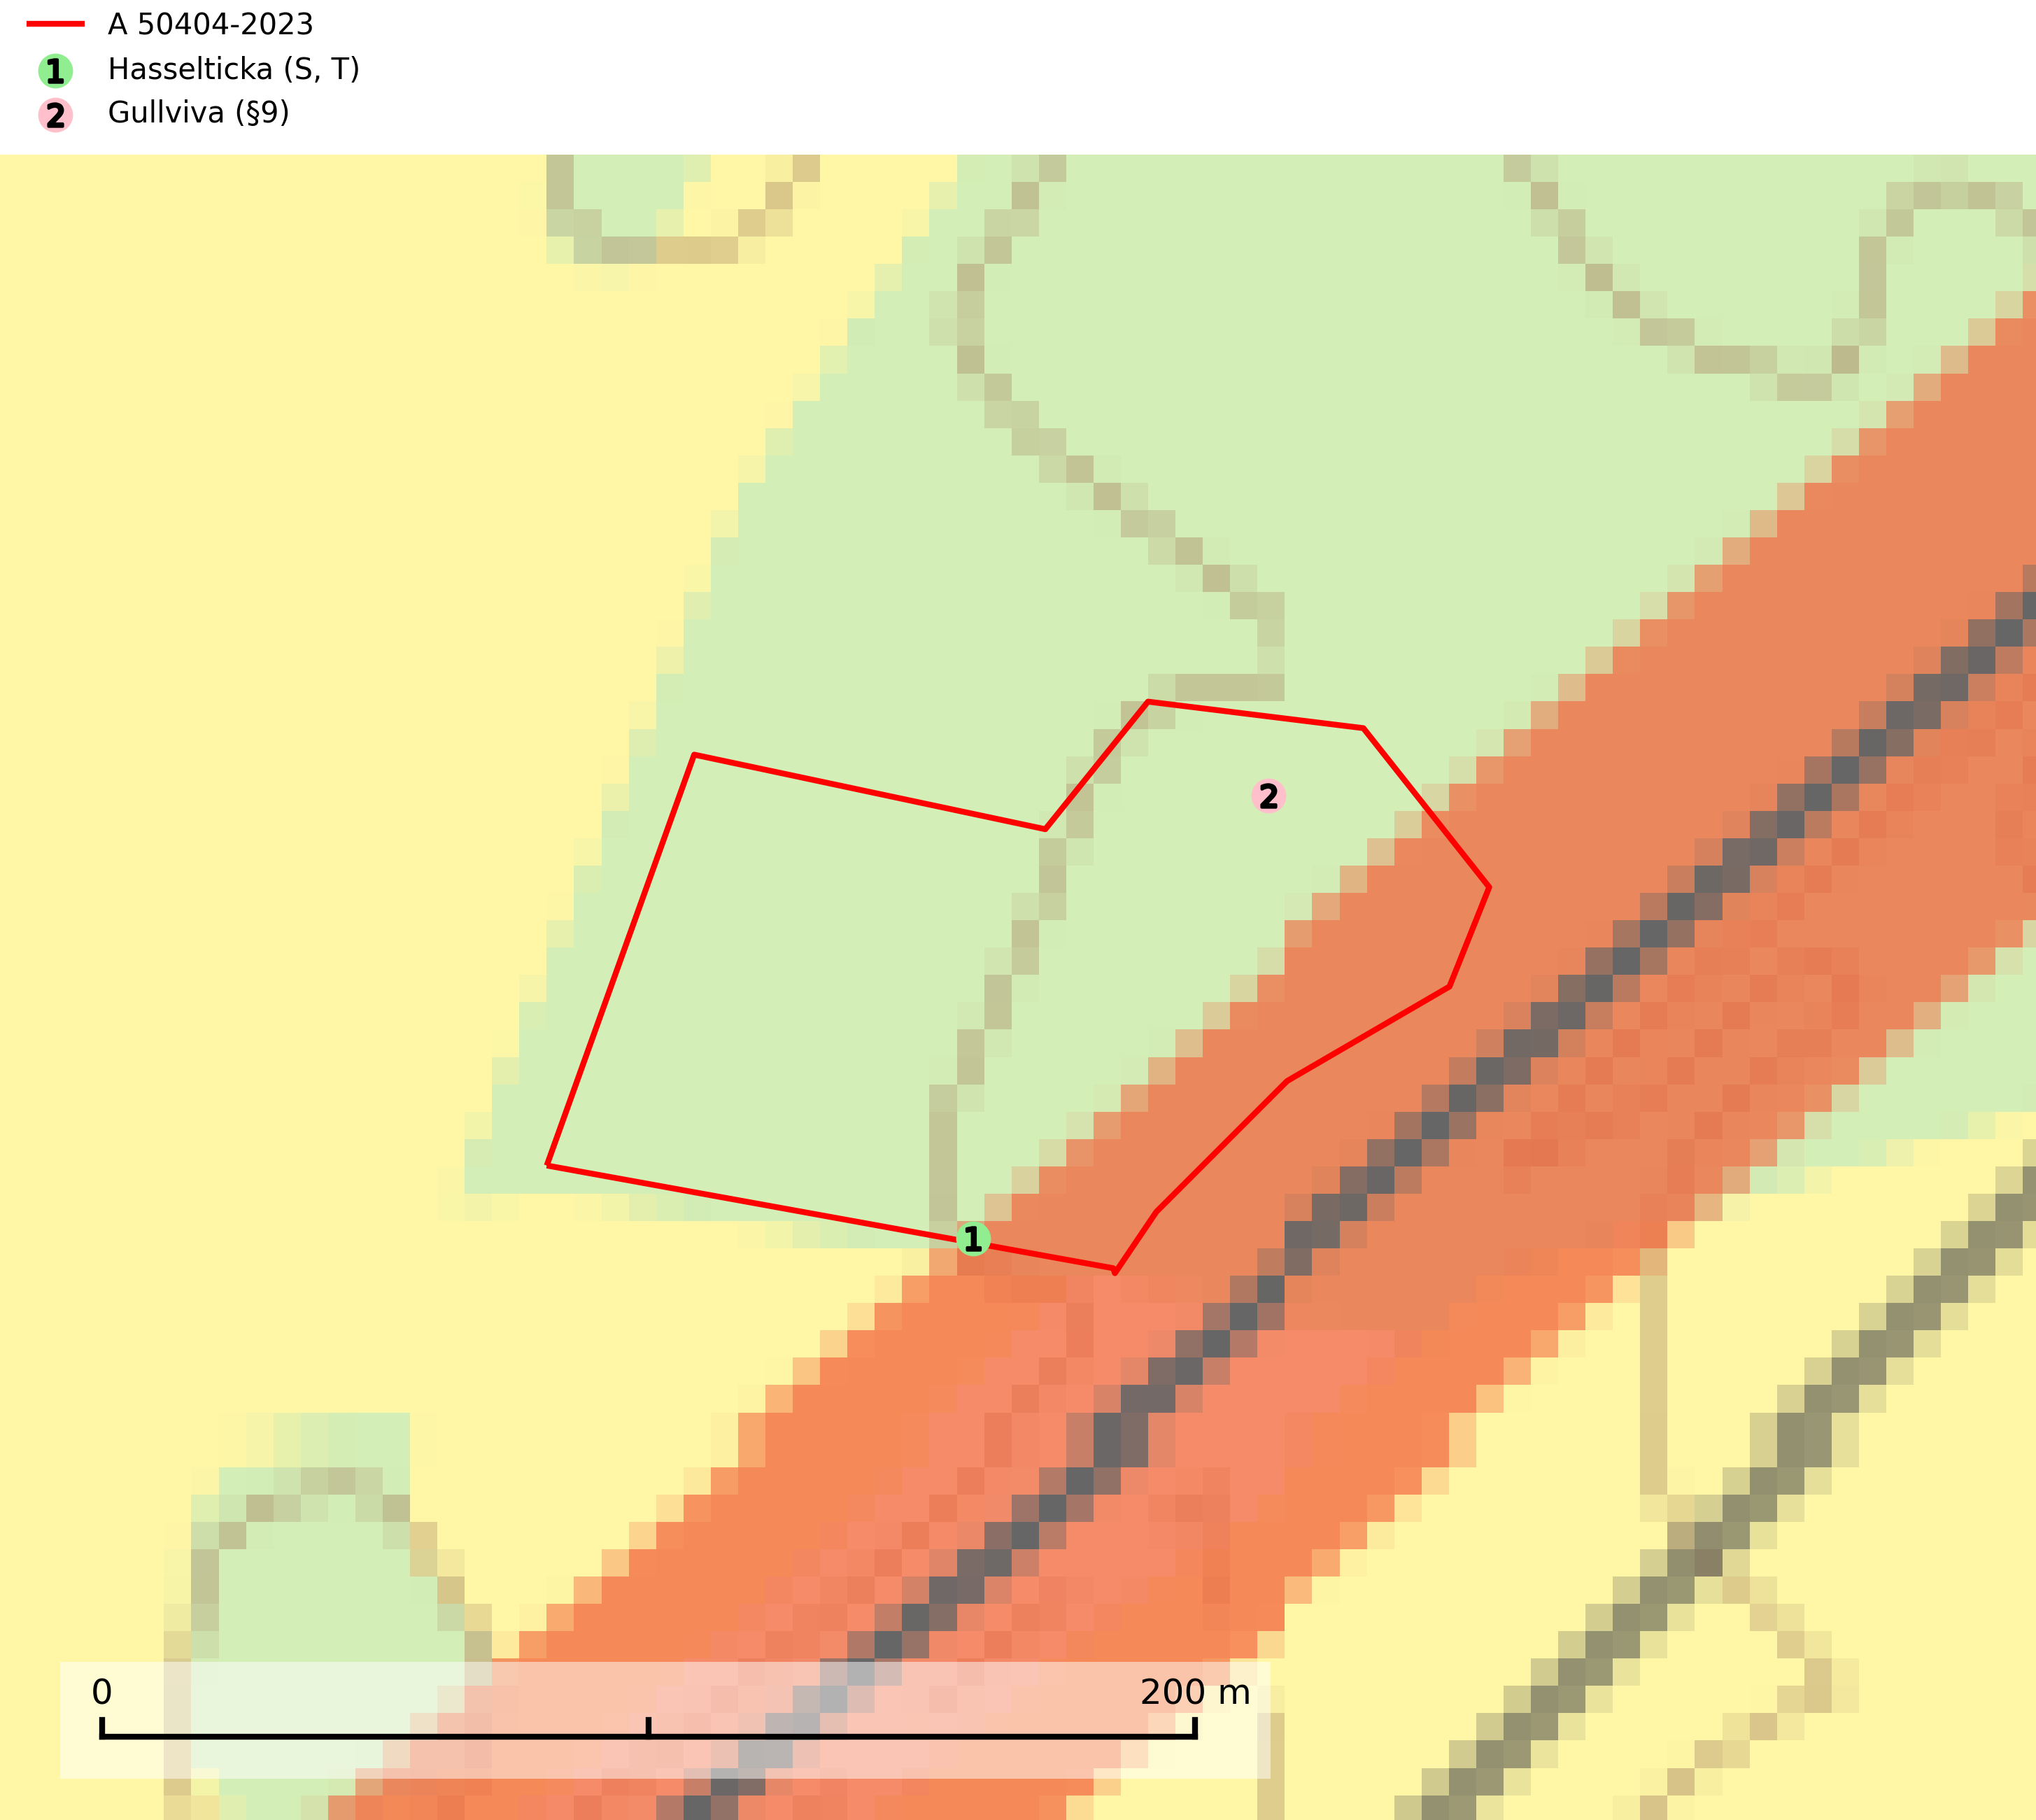 A 50404-2023
1 Hasselticka (S, T)
2 Gullviva (§9)
2
1
0 200 m